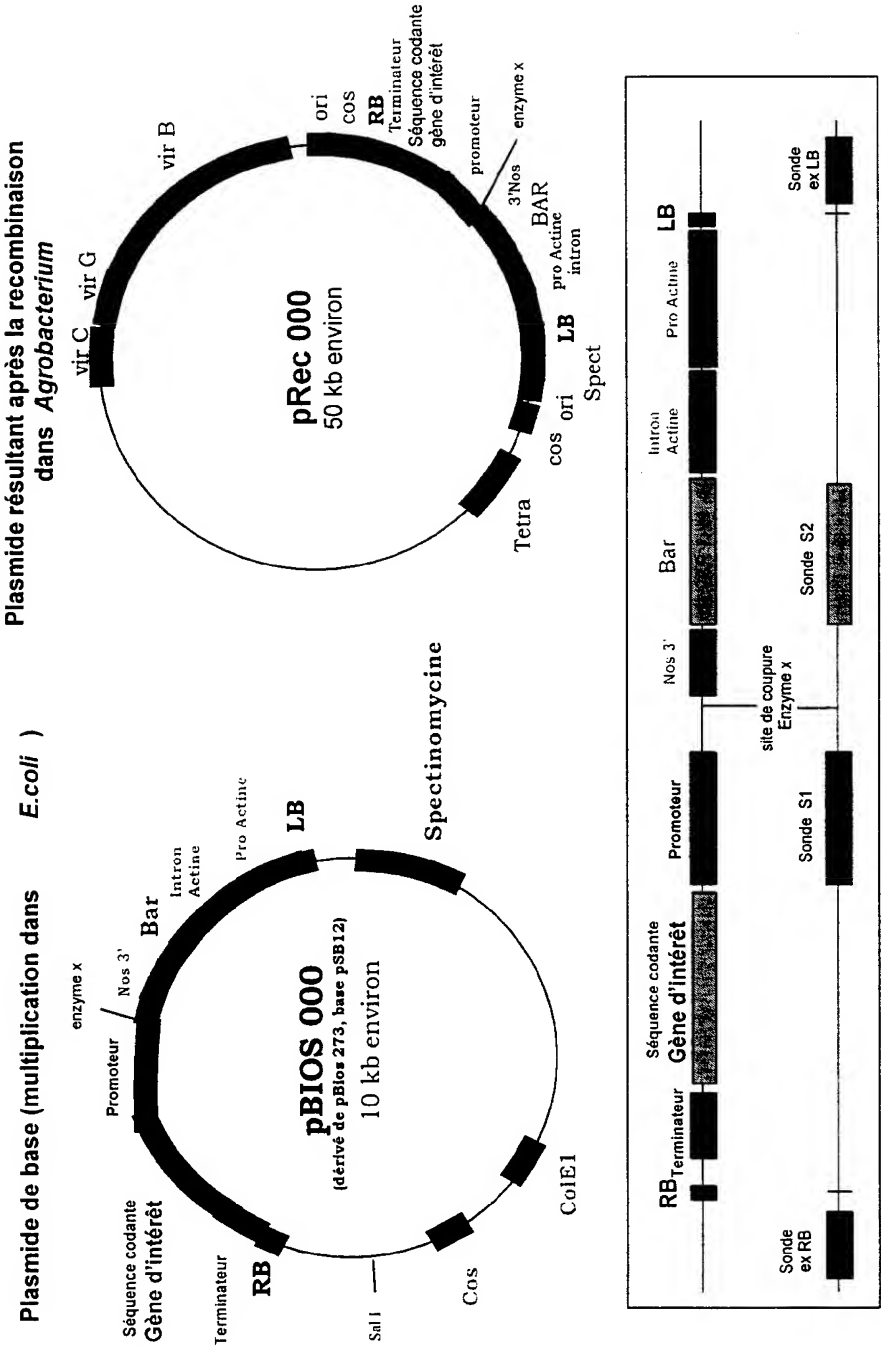 Plasmide de base (multiplication dans E.coli )
enzyme x
Promoteur
Nos 3'
Bar
Intron
Actine
Pro Actine
LB
Spectinomycine
Séquence codante
Gène d'intérêt
Terminateur
RB
Sal I
Cos
ColE1
pBIOS 000
(dérivé de pBios 273, base pSB12)
10 kb environ
Plasmide résultant après la recombinaison
dans Agrobacterium
vir C
vir G
vir B
ori
cos
RB
Terminateur
Séquence codante
gène d'intérêt
promoteur
enzyme x
3'Nos
BAR
pro Actine
intron
LB
Spect
ori
cos
Tetra
pRec 000
50 kb environ
RB
Terminateur
Séquence codante
Gène d'intérêt
Promoteur
Nos 3'
Bar
Intron
Actine
Pro Actine
LB
site de coupure
Enzyme x
Sonde
ex RB
Sonde S1
Sonde S2
Sonde
ex LB